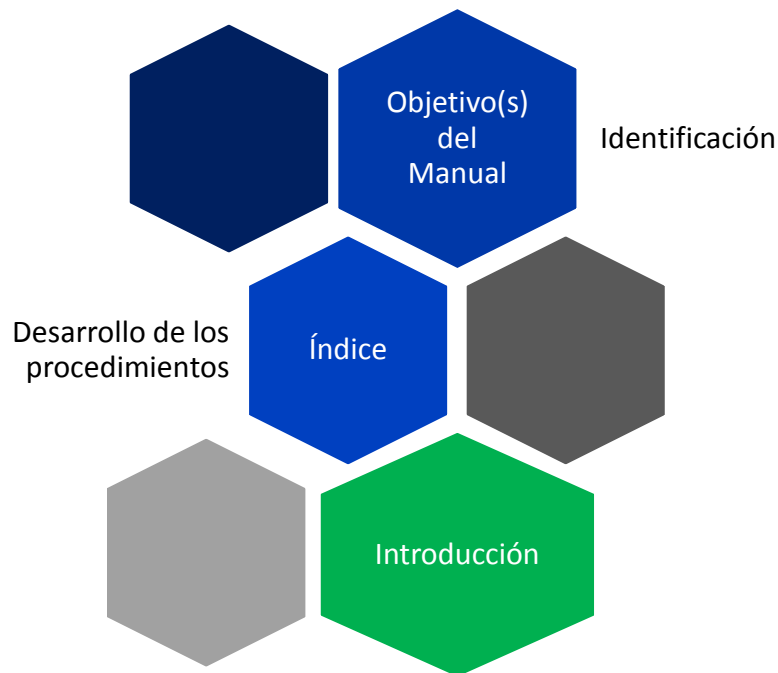 Objetivo(s)
del
Manual
Identificación
Desarrollo de los
procedimientos
Índice
Introducción